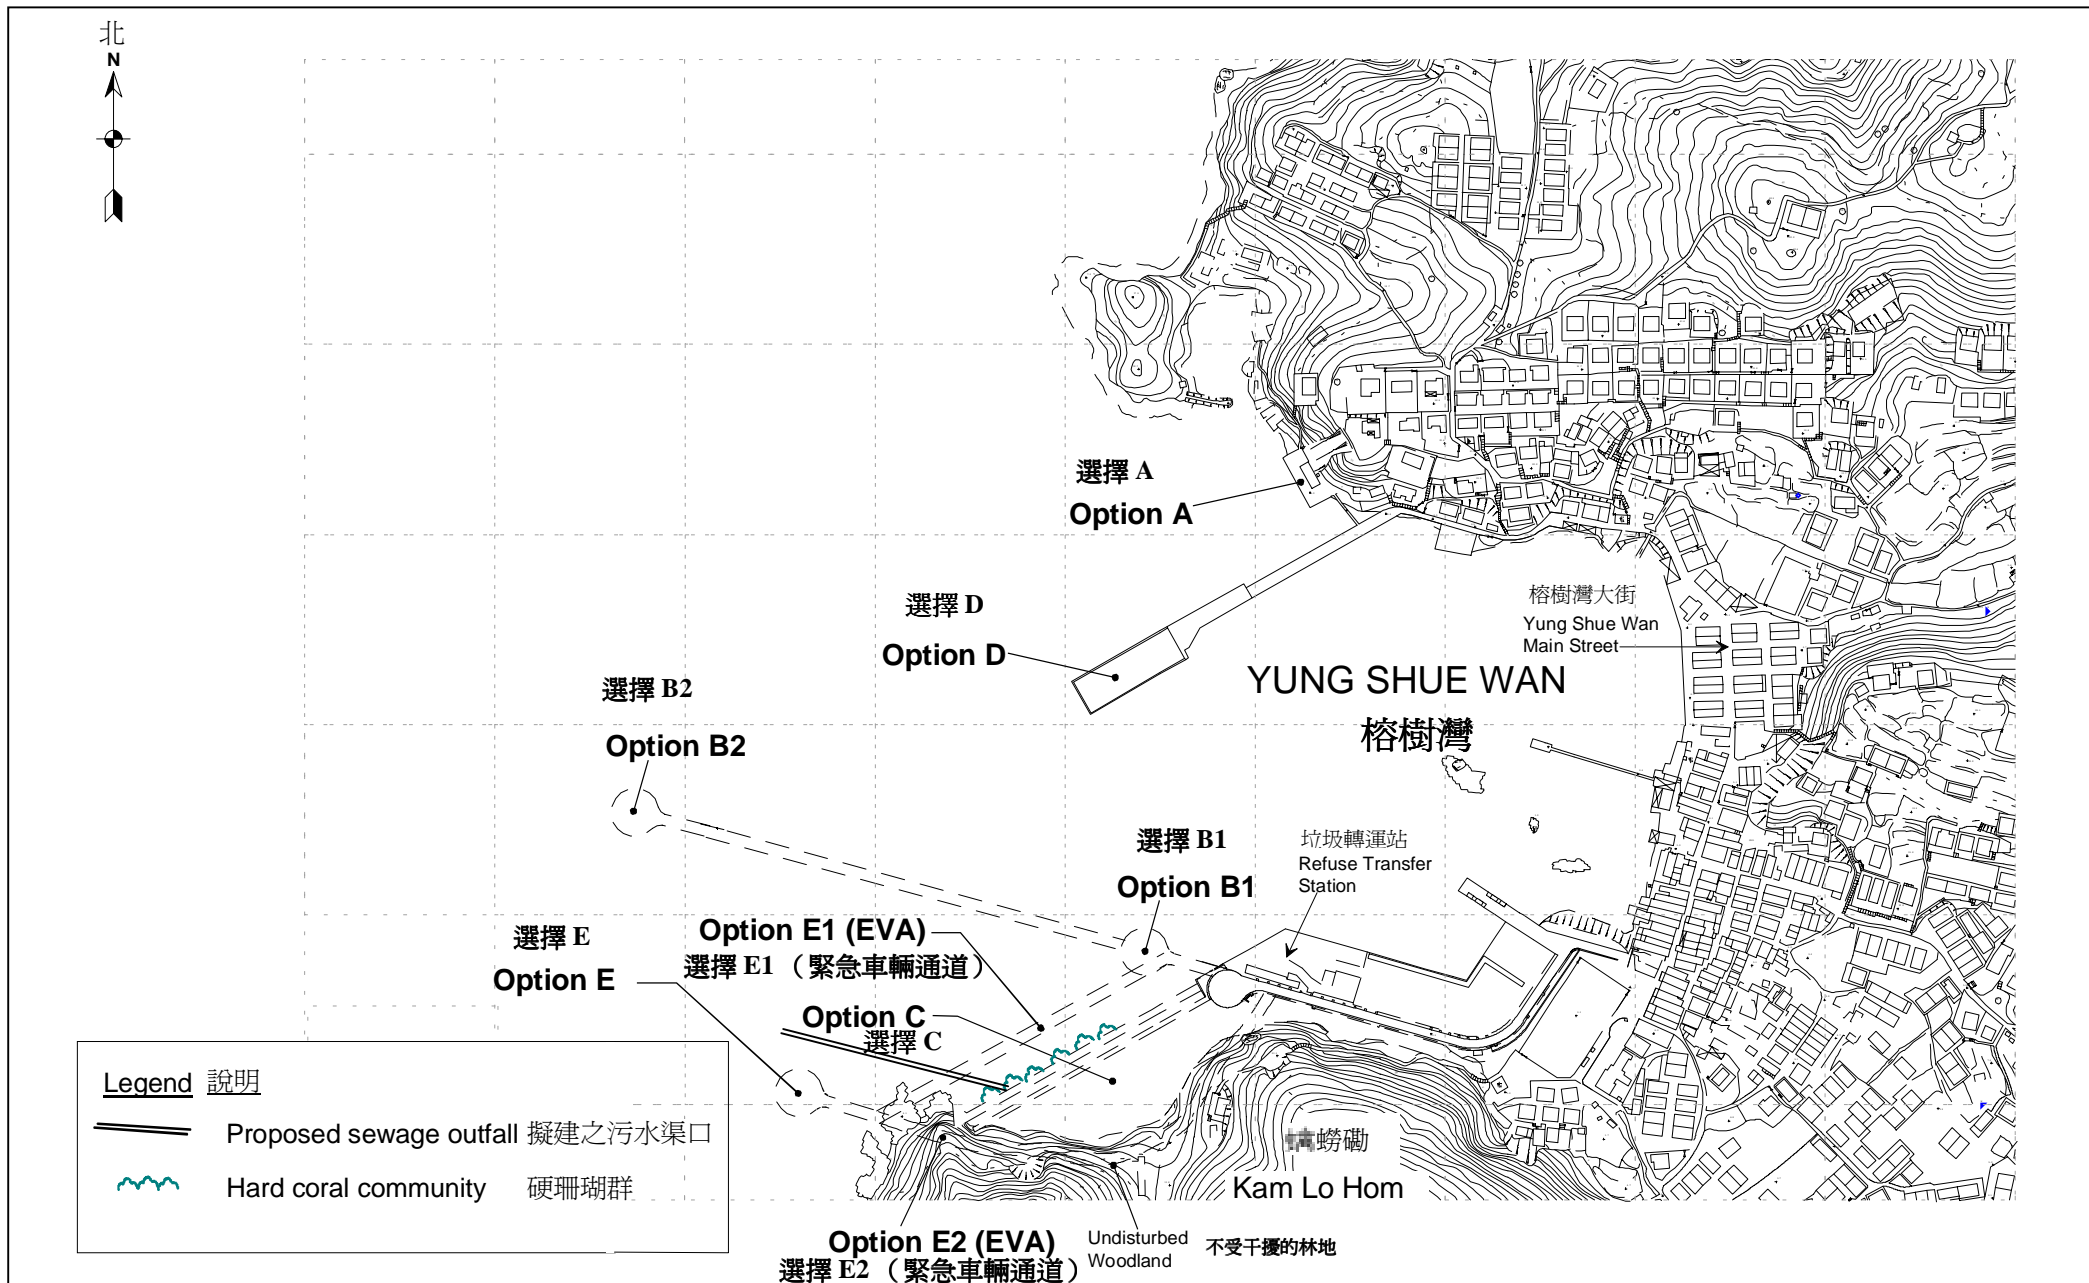 北
N
選擇 A
Option A
選擇 D
Option D
榕樹灣大街
Yung Shue Wan
Main Street
YUNG SHUE WAN
榕樹灣
選擇 B2
Option B2
選擇 B1
Option B1
垃圾轉運站
Refuse Transfer
Station
選擇 E
Option E
Option E1 (EVA)
選擇 E1 （緊急車輛通道）
Option C
選擇 C
Legend 說明
Proposed sewage outfall 擬建之污水渠口
Hard coral community 硬珊瑚群
蟧磡
Kam Lo Hom
Option E2 (EVA)
選擇 E2 （緊急車輛通道）
Undisturbed
Woodland
不受干擾的林地